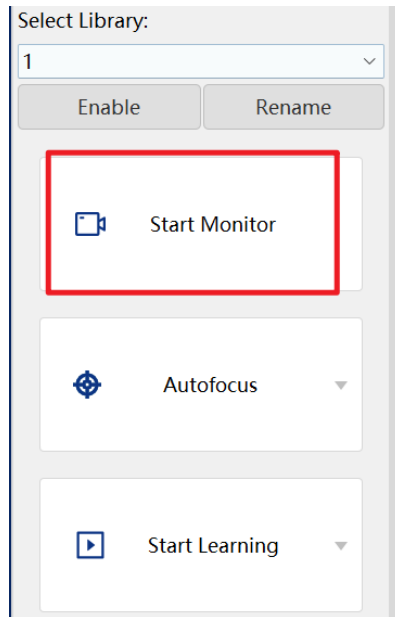 Select Library:
1
Enable Rename
Start Monitor
Autofocus
Start Learning